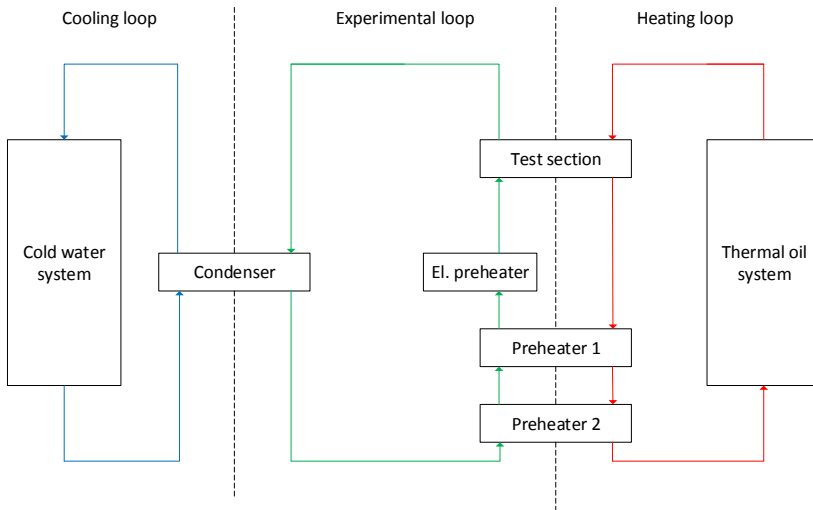 Cooling loop
Experimental loop
Heating loop
Test section
Cold water
system
Condenser
El. preheater
Thermal oil
system
Preheater 1
Preheater 2